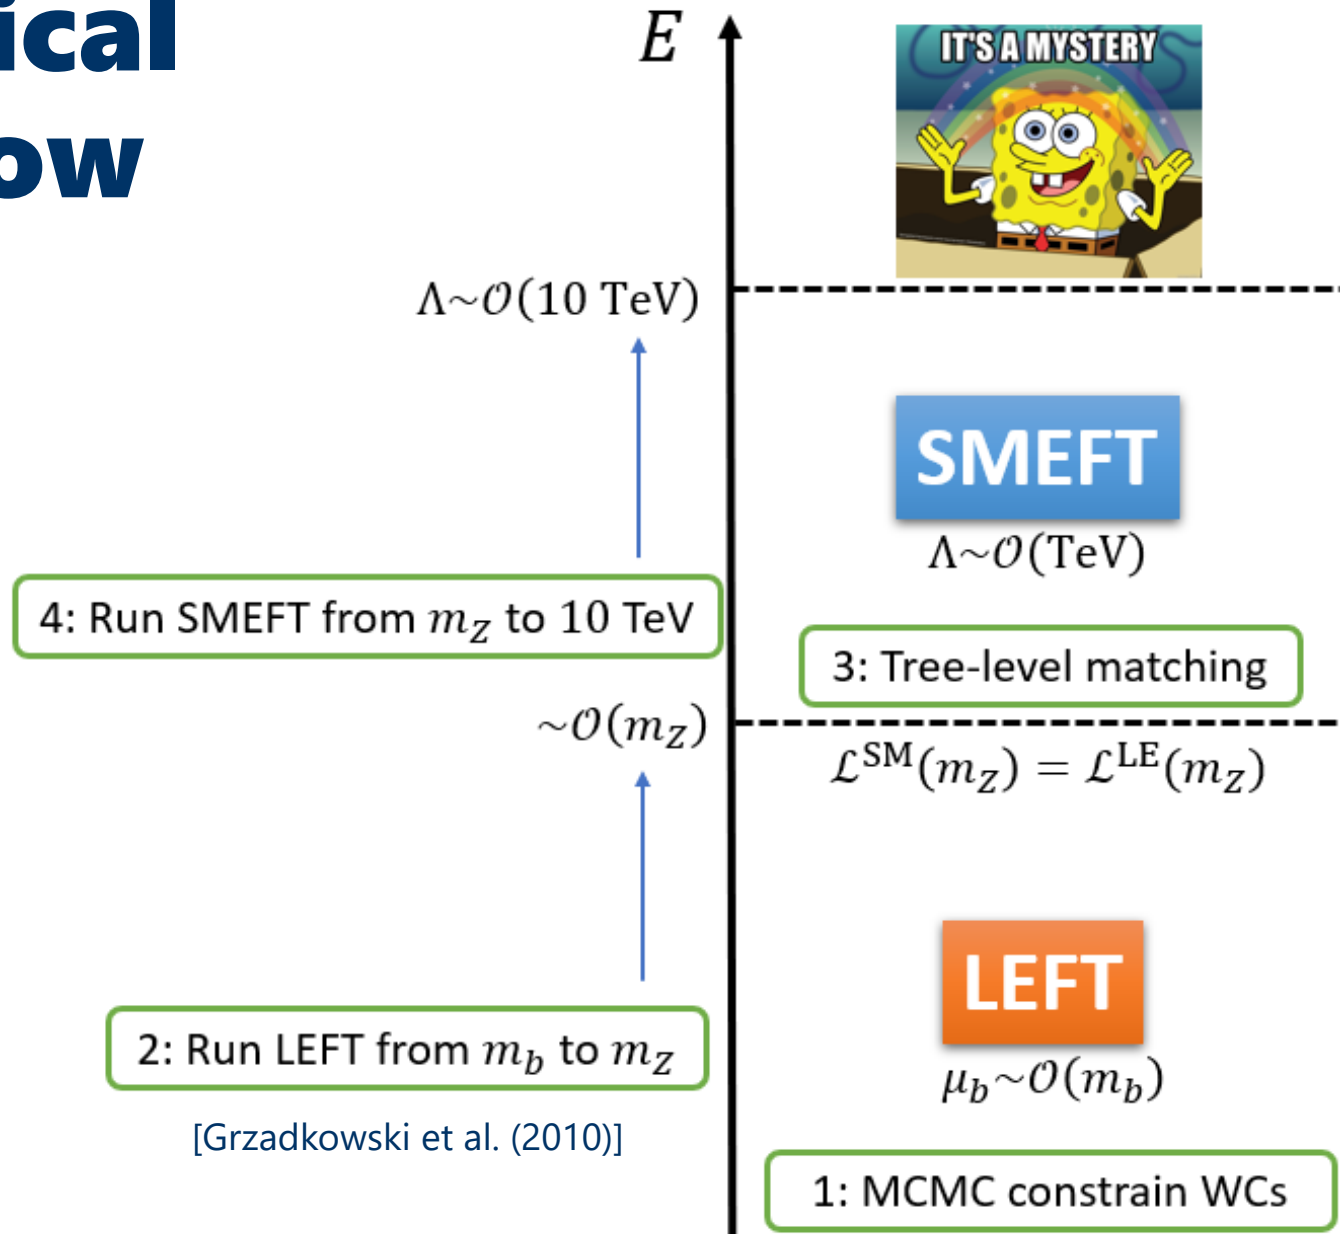 ical
ow
E
IT'S A MYSTERY
Λ~𝒪(10 TeV)
SMEFT
Λ~𝒪(TeV)
4: Run SMEFT from m_Z to 10 TeV
3: Tree-level matching
~𝒪(m_Z)
ℒ^SM(m_Z) = ℒ^LE(m_Z)
LEFT
2: Run LEFT from m_b to m_Z
μ_b~𝒪(m_b)
[Grzadkowski et al. (2010)]
1: MCMC constrain WCs